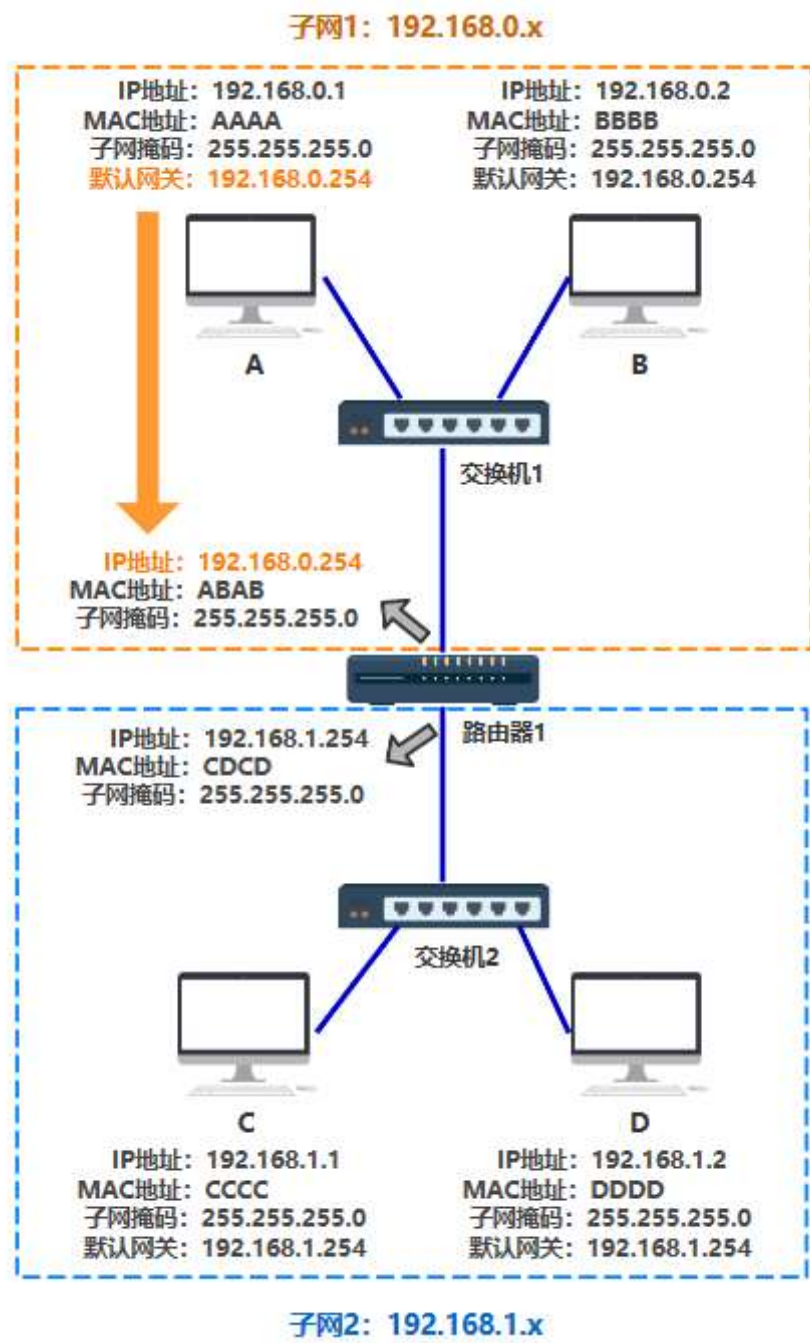 子网1：192.168.0.x
IP地址：192.168.0.1
MAC地址：AAAA
子网掩码：255.255.255.0
默认网关：192.168.0.254
IP地址：192.168.0.2
MAC地址：BBBB
子网掩码：255.255.255.0
默认网关：192.168.0.254
A
B
交换机1
IP地址：192.168.0.254
MAC地址：ABAB
子网掩码：255.255.255.0
路由器1
IP地址：192.168.1.254
MAC地址：CDCD
子网掩码：255.255.255.0
交换机2
C
D
IP地址：192.168.1.1
MAC地址：CCCC
子网掩码：255.255.255.0
默认网关：192.168.1.254
IP地址：192.168.1.2
MAC地址：DDDD
子网掩码：255.255.255.0
默认网关：192.168.1.254
子网2：192.168.1.x